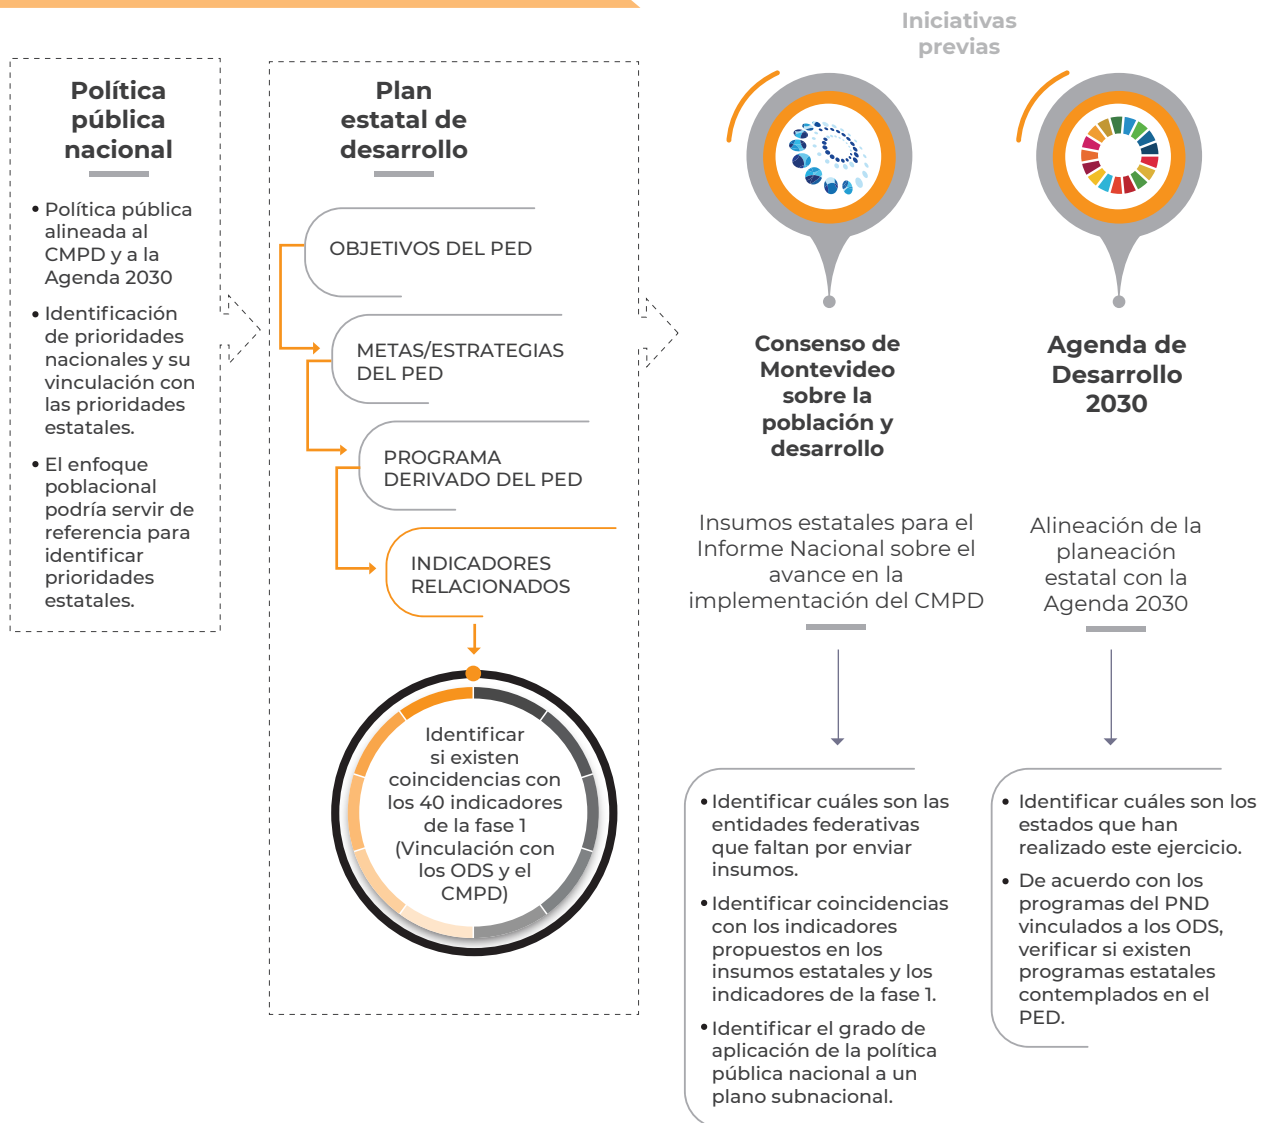 Iniciativas
previas
Política
pública
nacional
• Política pública
alineada al
CMPD y a la
Agenda 2030
• Identificación
de prioridades
nacionales y su
vinculación con
las prioridades
estatales.
• El enfoque
poblacional
podría servir de
referencia para
identificar
prioridades
estatales.
Plan
estatal de
desarrollo
OBJETIVOS DEL PED
METAS/ESTRATEGIAS
DEL PED
PROGRAMA
DERIVADO DEL PED
INDICADORES
RELACIONADOS
Identificar
si existen
coincidencias con
los 40 indicadores
de la fase 1
(Vinculación con
los ODS y el
CMPD)
Consenso de
Montevideo
sobre la
población y
desarrollo
Insumos estatales para el
Informe Nacional sobre el
avance en la
implementación del CMPD
• Identificar cuáles son las
entidades federativas
que faltan por enviar
insumos.
• Identificar coincidencias
con los indicadores
propuestos en los
insumos estatales y los
indicadores de la fase 1.
• Identificar el grado de
aplicación de la política
pública nacional a un
plano subnacional.
Agenda de
Desarrollo
2030
Alineación de la
planeación
estatal con la
Agenda 2030
• Identificar cuáles son los
estados que han
realizado este ejercicio.
• De acuerdo con los
programas del PND
vinculados a los ODS,
verificar si existen
programas estatales
contemplados en el
PED.